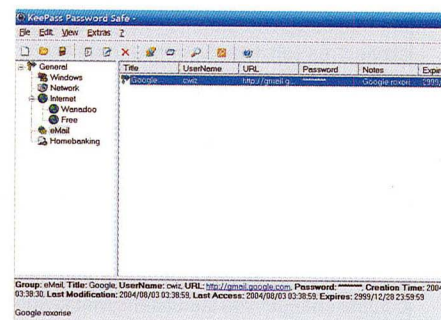 KeePass Password Safe -
File Edit View Extras ?
General
Windows
Network
Internet
Wanadoo
Free
eMail
Homebanking
Title UserName URL Password Notes Expir
Google cwiz http://gmail.g... ******** Google roxori... 2999/
Group: eMail, Title: Google, UserName: cwiz, URL: http://gmail.google.com, Password: ********, Creation Time: 2004
03:38:30, Last Modification: 2004/08/03 03:38:59, Last Access: 2004/08/03 03:38:59, Expires: 2999/12/28 23:59:59
Google roxorise